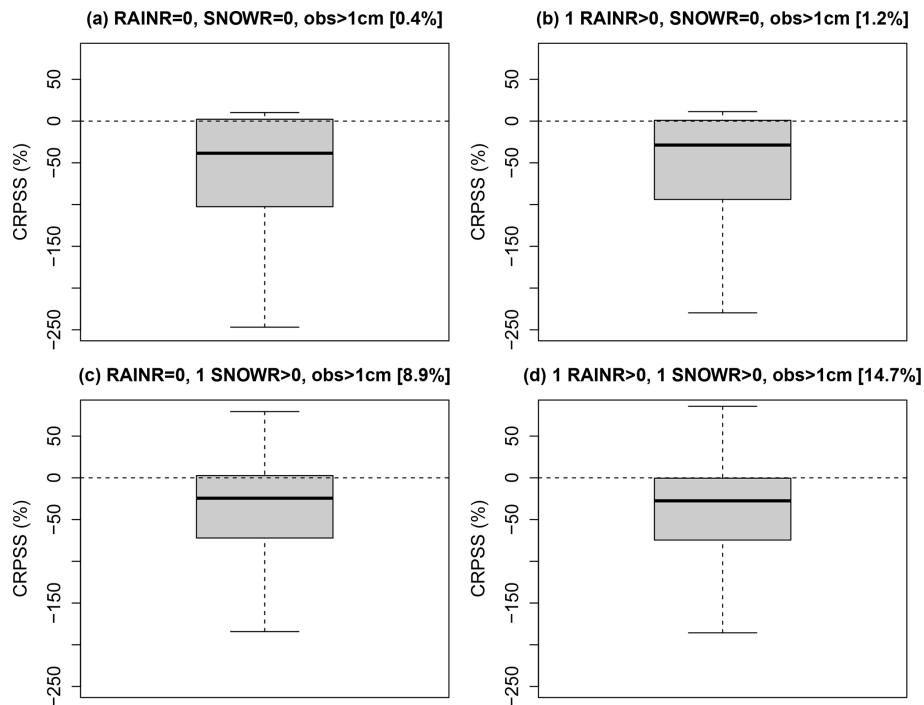 (a) RAINR=0, SNOWR=0, obs>1cm [0.4%]
CRPSS (%)
50
0
−50
−150
−250
(b) 1 RAINR>0, SNOWR=0, obs>1cm [1.2%]
CRPSS (%)
50
0
−50
−150
−250
(c) RAINR=0, 1 SNOWR>0, obs>1cm [8.9%]
CRPSS (%)
50
0
−50
−150
−250
(d) 1 RAINR>0, 1 SNOWR>0, obs>1cm [14.7%]
CRPSS (%)
50
0
−50
−150
−250